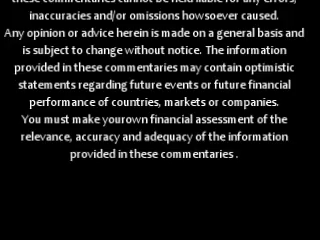 these commentaries cannot be held liable for any errors,
inaccuracies and/or omissions howsoever caused.
Any opinion or advice herein is made on a general basis and
is subject to change without notice. The information
provided in these commentaries may contain optimistic
statements regarding future events or future financial
performance of countries, markets or companies.
You must make yourown financial assessment of the
relevance, accuracy and adequacy of the information
provided in these commentaries .